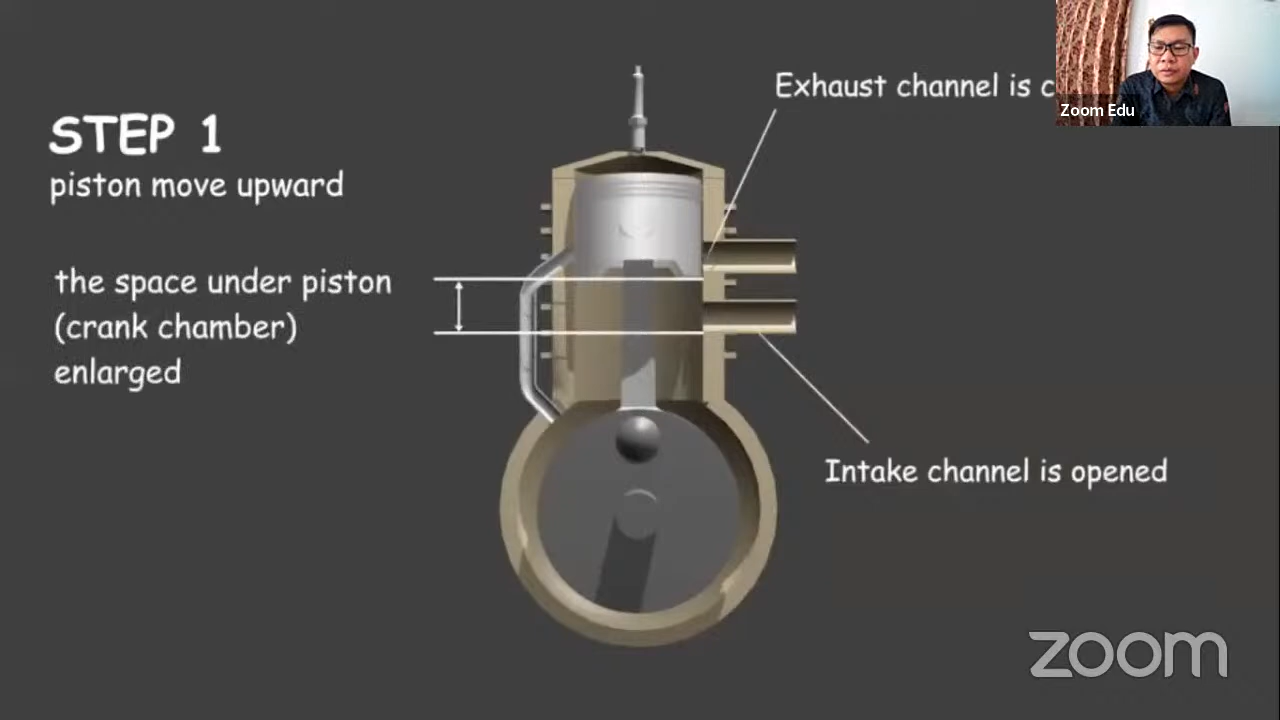 Exhaust channel is
Zoom Edu
STEP 1
piston move upward
the space under piston
(crank chamber)
enlarged
Intake channel is opened
zoom